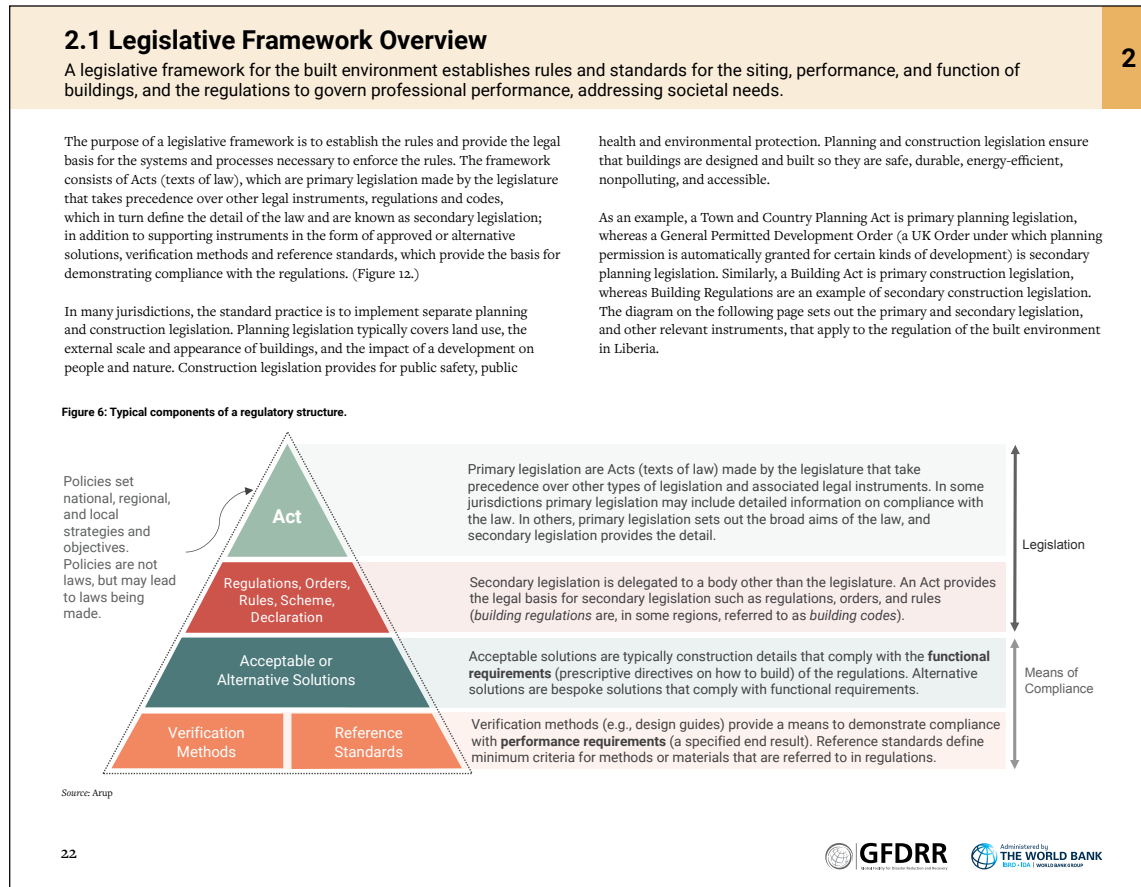 2.1 Legislative Framework Overview
A legislative framework for the built environment establishes rules and standards for the siting, performance, and function of
buildings, and the regulations to govern professional performance, addressing societal needs.
2
The purpose of a legislative framework is to establish the rules and provide the legal
basis for the systems and processes necessary to enforce the rules. The framework
consists of Acts (texts of law), which are primary legislation made by the legislature
that takes precedence over other legal instruments, regulations and codes,
which in turn define the detail of the law and are known as secondary legislation;
in addition to supporting instruments in the form of approved or alternative
solutions, verification methods and reference standards, which provide the basis for
demonstrating compliance with the regulations. (Figure 12.)
In many jurisdictions, the standard practice is to implement separate planning
and construction legislation. Planning legislation typically covers land use, the
external scale and appearance of buildings, and the impact of a development on
people and nature. Construction legislation provides for public safety, public
health and environmental protection. Planning and construction legislation ensure
that buildings are designed and built so they are safe, durable, energy-efficient,
nonpolluting, and accessible.
As an example, a Town and Country Planning Act is primary planning legislation,
whereas a General Permitted Development Order (a UK Order under which planning
permission is automatically granted for certain kinds of development) is secondary
planning legislation. Similarly, a Building Act is primary construction legislation,
whereas Building Regulations are an example of secondary construction legislation.
The diagram on the following page sets out the primary and secondary legislation,
and other relevant instruments, that apply to the regulation of the built environment
in Liberia.
Figure 6: Typical components of a regulatory structure.
Policies set
national, regional,
and local
strategies and
objectives.
Policies are not
laws, but may lead
to laws being
made.
Act
Primary legislation are Acts (texts of law) made by the legislature that take
precedence over other types of legislation and associated legal instruments. In some
jurisdictions primary legislation may include detailed information on compliance with
the law. In others, primary legislation sets out the broad aims of the law, and
secondary legislation provides the detail.
Legislation
Regulations, Orders,
Rules, Scheme,
Declaration
Secondary legislation is delegated to a body other than the legislature. An Act provides
the legal basis for secondary legislation such as regulations, orders, and rules
(building regulations are, in some regions, referred to as building codes).
Acceptable or
Alternative Solutions
Acceptable solutions are typically construction details that comply with the functional
requirements (prescriptive directives on how to build) of the regulations. Alternative
solutions are bespoke solutions that comply with functional requirements.
Means of
Compliance
Verification
Methods
Reference
Standards
Verification methods (e.g., design guides) provide a means to demonstrate compliance
with performance requirements (a specified end result). Reference standards define
minimum criteria for methods or materials that are referred to in regulations.
Source: Arup
22
GFDRR
Global Facility for Disaster Reduction and Recovery
Administered by
THE WORLD BANK
IBRD • IDA | WORLD BANK GROUP